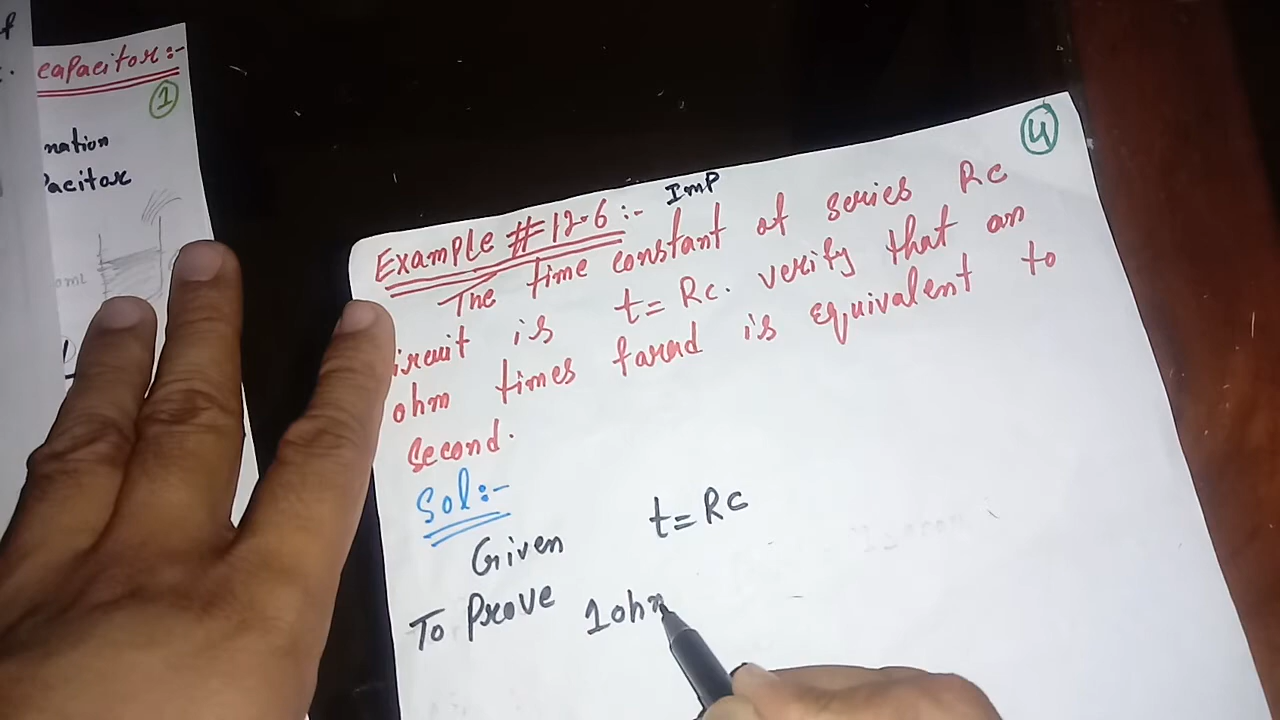 capacitor:-
1
nation
pacitor
4
Imp
Example #12.6:-
The time constant of series RC
ircuit is t=Rc. verify that an
ohm times farad is equivalent to
second.
Sol:-
Given t=RC
To Prove 1ohm